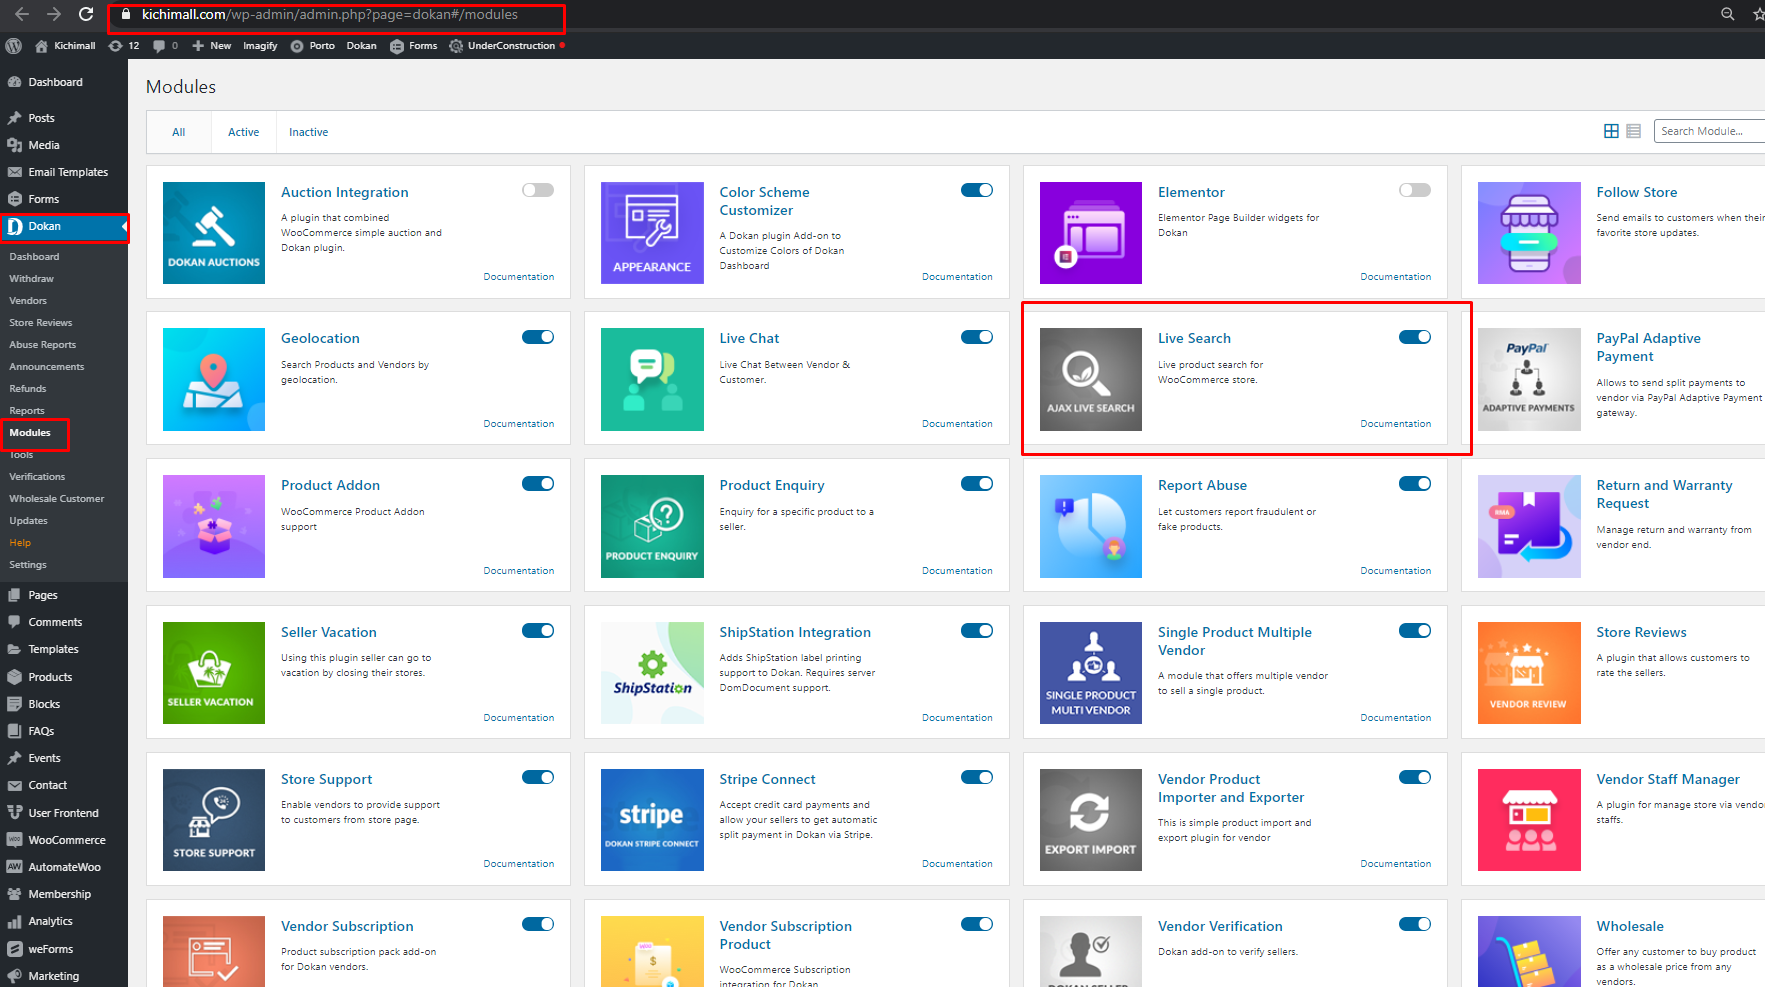 kichimall.com/wp-admin/admin.php?page=dokan#/modules
Kichimall 12 0 New Imagify Porto Dokan Forms UnderConstruction
Dashboard
Posts
Media
Email Templates
Forms
Dokan
Dashboard
Withdraw
Vendors
Store Reviews
Abuse Reports
Announcements
Refunds
Reports
Modules
Tools
Verifications
Wholesale Customer
Updates
Help
Settings
Pages
Comments
Templates
Products
Blocks
FAQs
Events
Contact
User Frontend
WooCommerce
AutomateWoo
Membership
Analytics
weForms
Marketing
Modules
All Active Inactive
Search Module...
DOKAN AUCTIONS
Auction Integration
A plugin that combined
WooCommerce simple auction and
Dokan plugin.
Documentation
APPEARANCE
Color Scheme
Customizer
A Dokan plugin Add-on to
Customize Colors of Dokan
Dashboard
Documentation
Elementor
Elementor Page Builder widgets for
Dokan
Documentation
Follow Store
Send emails to customers when their
favorite store updates.
Geolocation
Search Products and Vendors by
geolocation.
Documentation
Live Chat
Live Chat Between Vendor &
Customer.
Documentation
AJAX LIVE SEARCH
Live Search
Live product search for
WooCommerce store.
Documentation
PayPal
ADAPTIVE PAYMENTS
PayPal Adaptive
Payment
Allows to send split payments to
vendor via PayPal Adaptive Payment
gateway.
Product Addon
WooCommerce Product Addon
support
Documentation
PRODUCT ENQUIRY
Product Enquiry
Enquiry for a specific product to a
seller.
Documentation
Report Abuse
Let customers report fraudulent or
fake products.
Documentation
RMA
Return and Warranty
Request
Manage return and warranty from
vendor end.
SELLER VACATION
Seller Vacation
Using this plugin seller can go to
vacation by closing their stores.
Documentation
ShipStation
ShipStation Integration
Adds ShipStation label printing
support to Dokan. Requires server
DomDocument support.
Documentation
SINGLE PRODUCT
MULTI VENDOR
Single Product Multiple
Vendor
A module that offers multiple vendor
to sell a single product.
Documentation
VENDOR REVIEW
Store Reviews
A plugin that allows customers to
rate the sellers.
STORE SUPPORT
Store Support
Enable vendors to provide support
to customers from store page.
Documentation
stripe
DOKAN STRIPE CONNECT
Stripe Connect
Accept credit card payments and
allow your sellers to get automatic
split payment in Dokan via Stripe.
Documentation
EXPORT IMPORT
Vendor Product
Importer and Exporter
This is simple product import and
export plugin for vendor
Documentation
Vendor Staff Manager
A plugin for manage store via vendor
staffs.
Vendor Subscription
Product subscription pack add-on
for Dokan vendors.
Vendor Subscription
Product
WooCommerce Subscription
integration for Dokan
DOKAN SELLER
Vendor Verification
Dokan add-on to verify sellers.
Wholesale
Offer any customer to buy product
as a wholesale price from any
vendors.